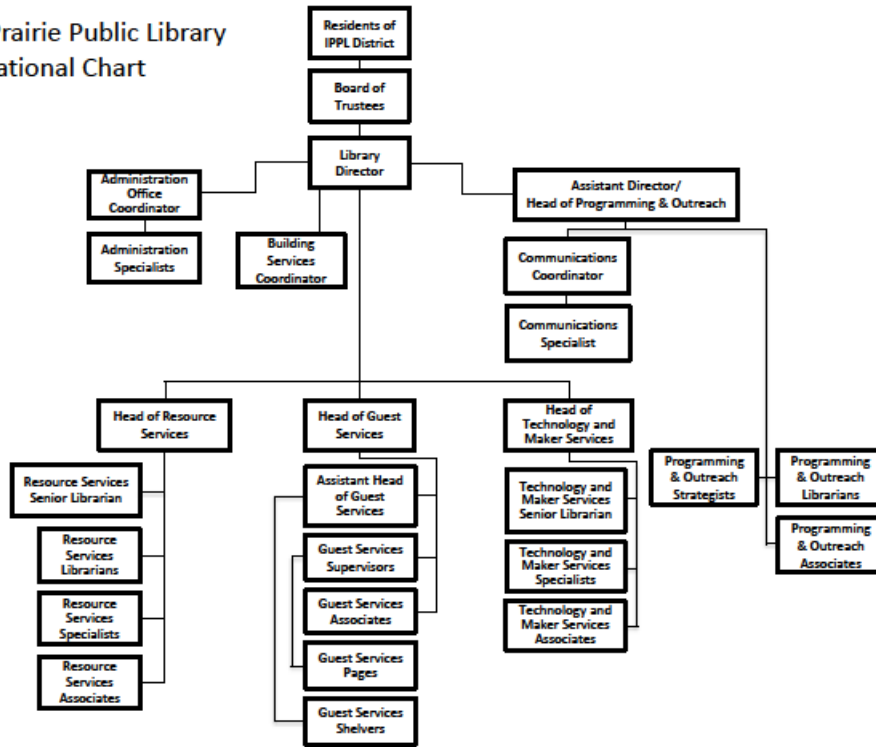 Prairie Public Library
ational Chart
Residents of
IPPL District
Board of
Trustees
Library
Director
Administration
Office
Coordinator
Assistant Director/
Head of Programming & Outreach
Administration
Specialists
Building
Services
Coordinator
Communications
Coordinator
Communications
Specialist
Head of Resource
Services
Head of Guest
Services
Head of
Technology and
Maker Services
Resource Services
Senior Librarian
Resource
Services
Librarians
Resource
Services
Specialists
Resource
Services
Associates
Assistant Head
of Guest
Services
Guest Services
Supervisors
Guest Services
Associates
Guest Services
Pages
Guest Services
Shelvers
Technology and
Maker Services
Senior Librarian
Technology and
Maker Services
Specialists
Technology and
Maker Services
Associates
Programming
& Outreach
Strategists
Programming
& Outreach
Librarians
Programming
& Outreach
Associates